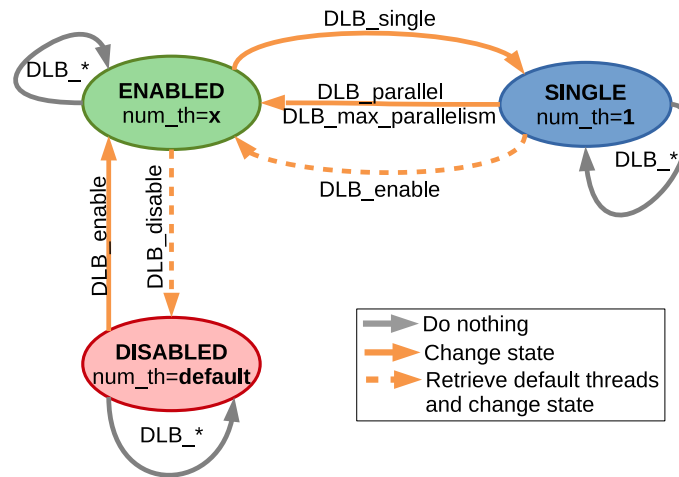 DLB_single
DLB_*
ENABLED
num_th=x
DLB_parallel
DLB_max_parallelism
SINGLE
num_th=1
DLB_*
DLB_enable
DLB_enable
DLB_disable
DISABLED
num_th=default
DLB_*
Do nothing
Change state
Retrieve default threads
and change state